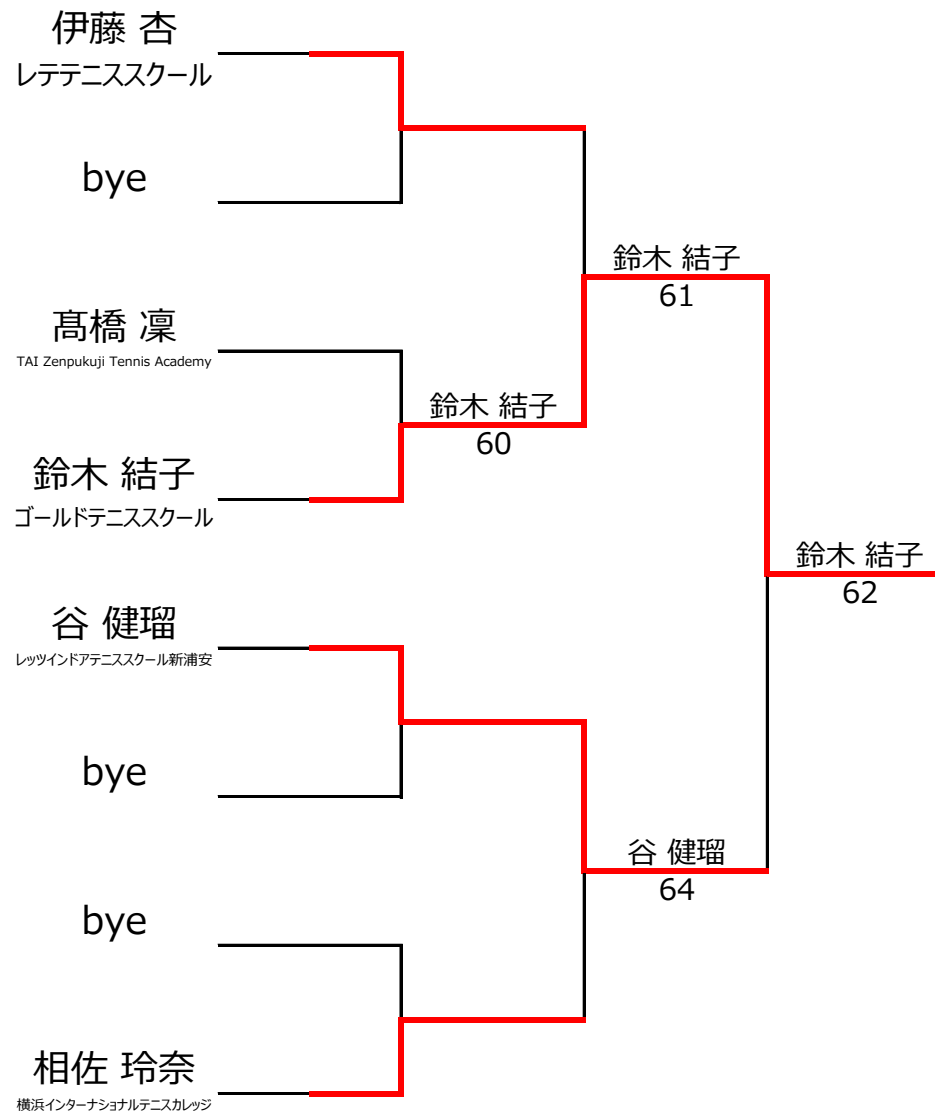 伊藤 杏
レテテニススクール
bye
鈴木 結子
61
髙橋 凜
TAI Zenpukuji Tennis Academy
鈴木 結子
60
鈴木 結子
ゴールドテニススクール
鈴木 結子
62
谷 健瑠
レッツインドアテニススクール新浦安
bye
谷 健瑠
64
bye
相佐 玲奈
横浜インターナショナルテニスカレッジ